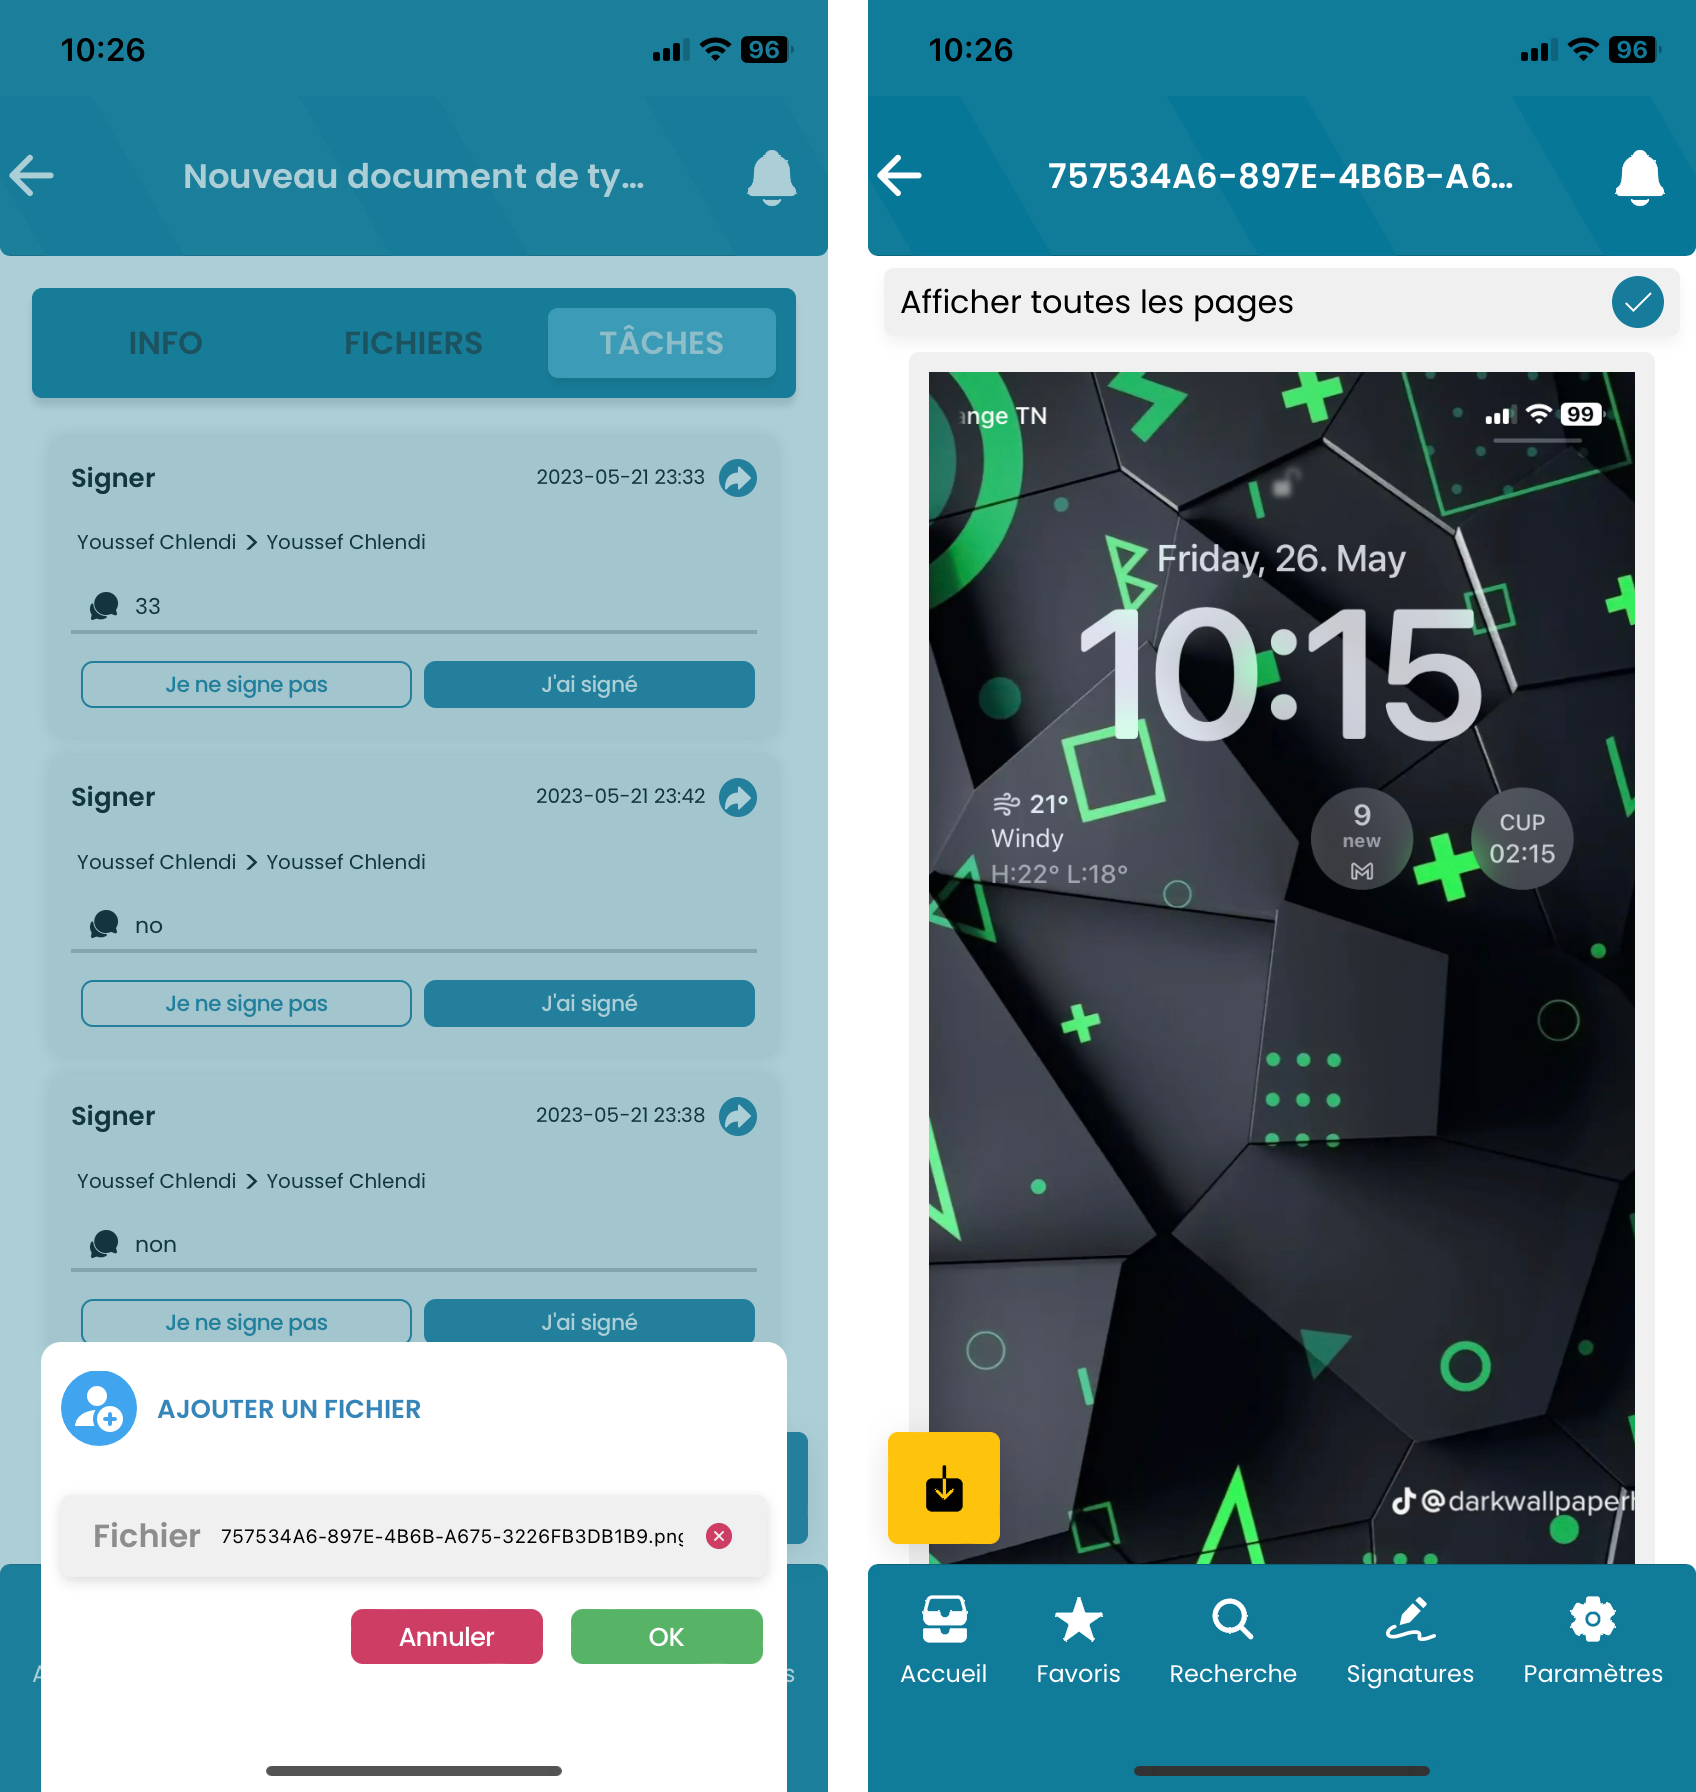 10:26
96
Nouveau document de ty...
INFO
FICHIERS
TÂCHES
Signer
2023-05-21 23:33
Youssef Chlendi > Youssef Chlendi
33
Je ne signe pas
J'ai signé
Signer
2023-05-21 23:42
Youssef Chlendi > Youssef Chlendi
no
Je ne signe pas
J'ai signé
Signer
2023-05-21 23:38
Youssef Chlendi > Youssef Chlendi
non
Je ne signe pas
J'ai signé
AJOUTER UN FICHIER
Fichier
757534A6-897E-4B6B-A675-3226FB3DB1B9.png
Annuler
OK
10:26
96
757534A6-897E-4B6B-A6...
Afficher toutes les pages
ange TN
99
Friday, 26. May
10:15
21°
Windy
H:22° L:18°
9
new
CUP
02:15
@darkwallpaper
Accueil
Favoris
Recherche
Signatures
Paramètres